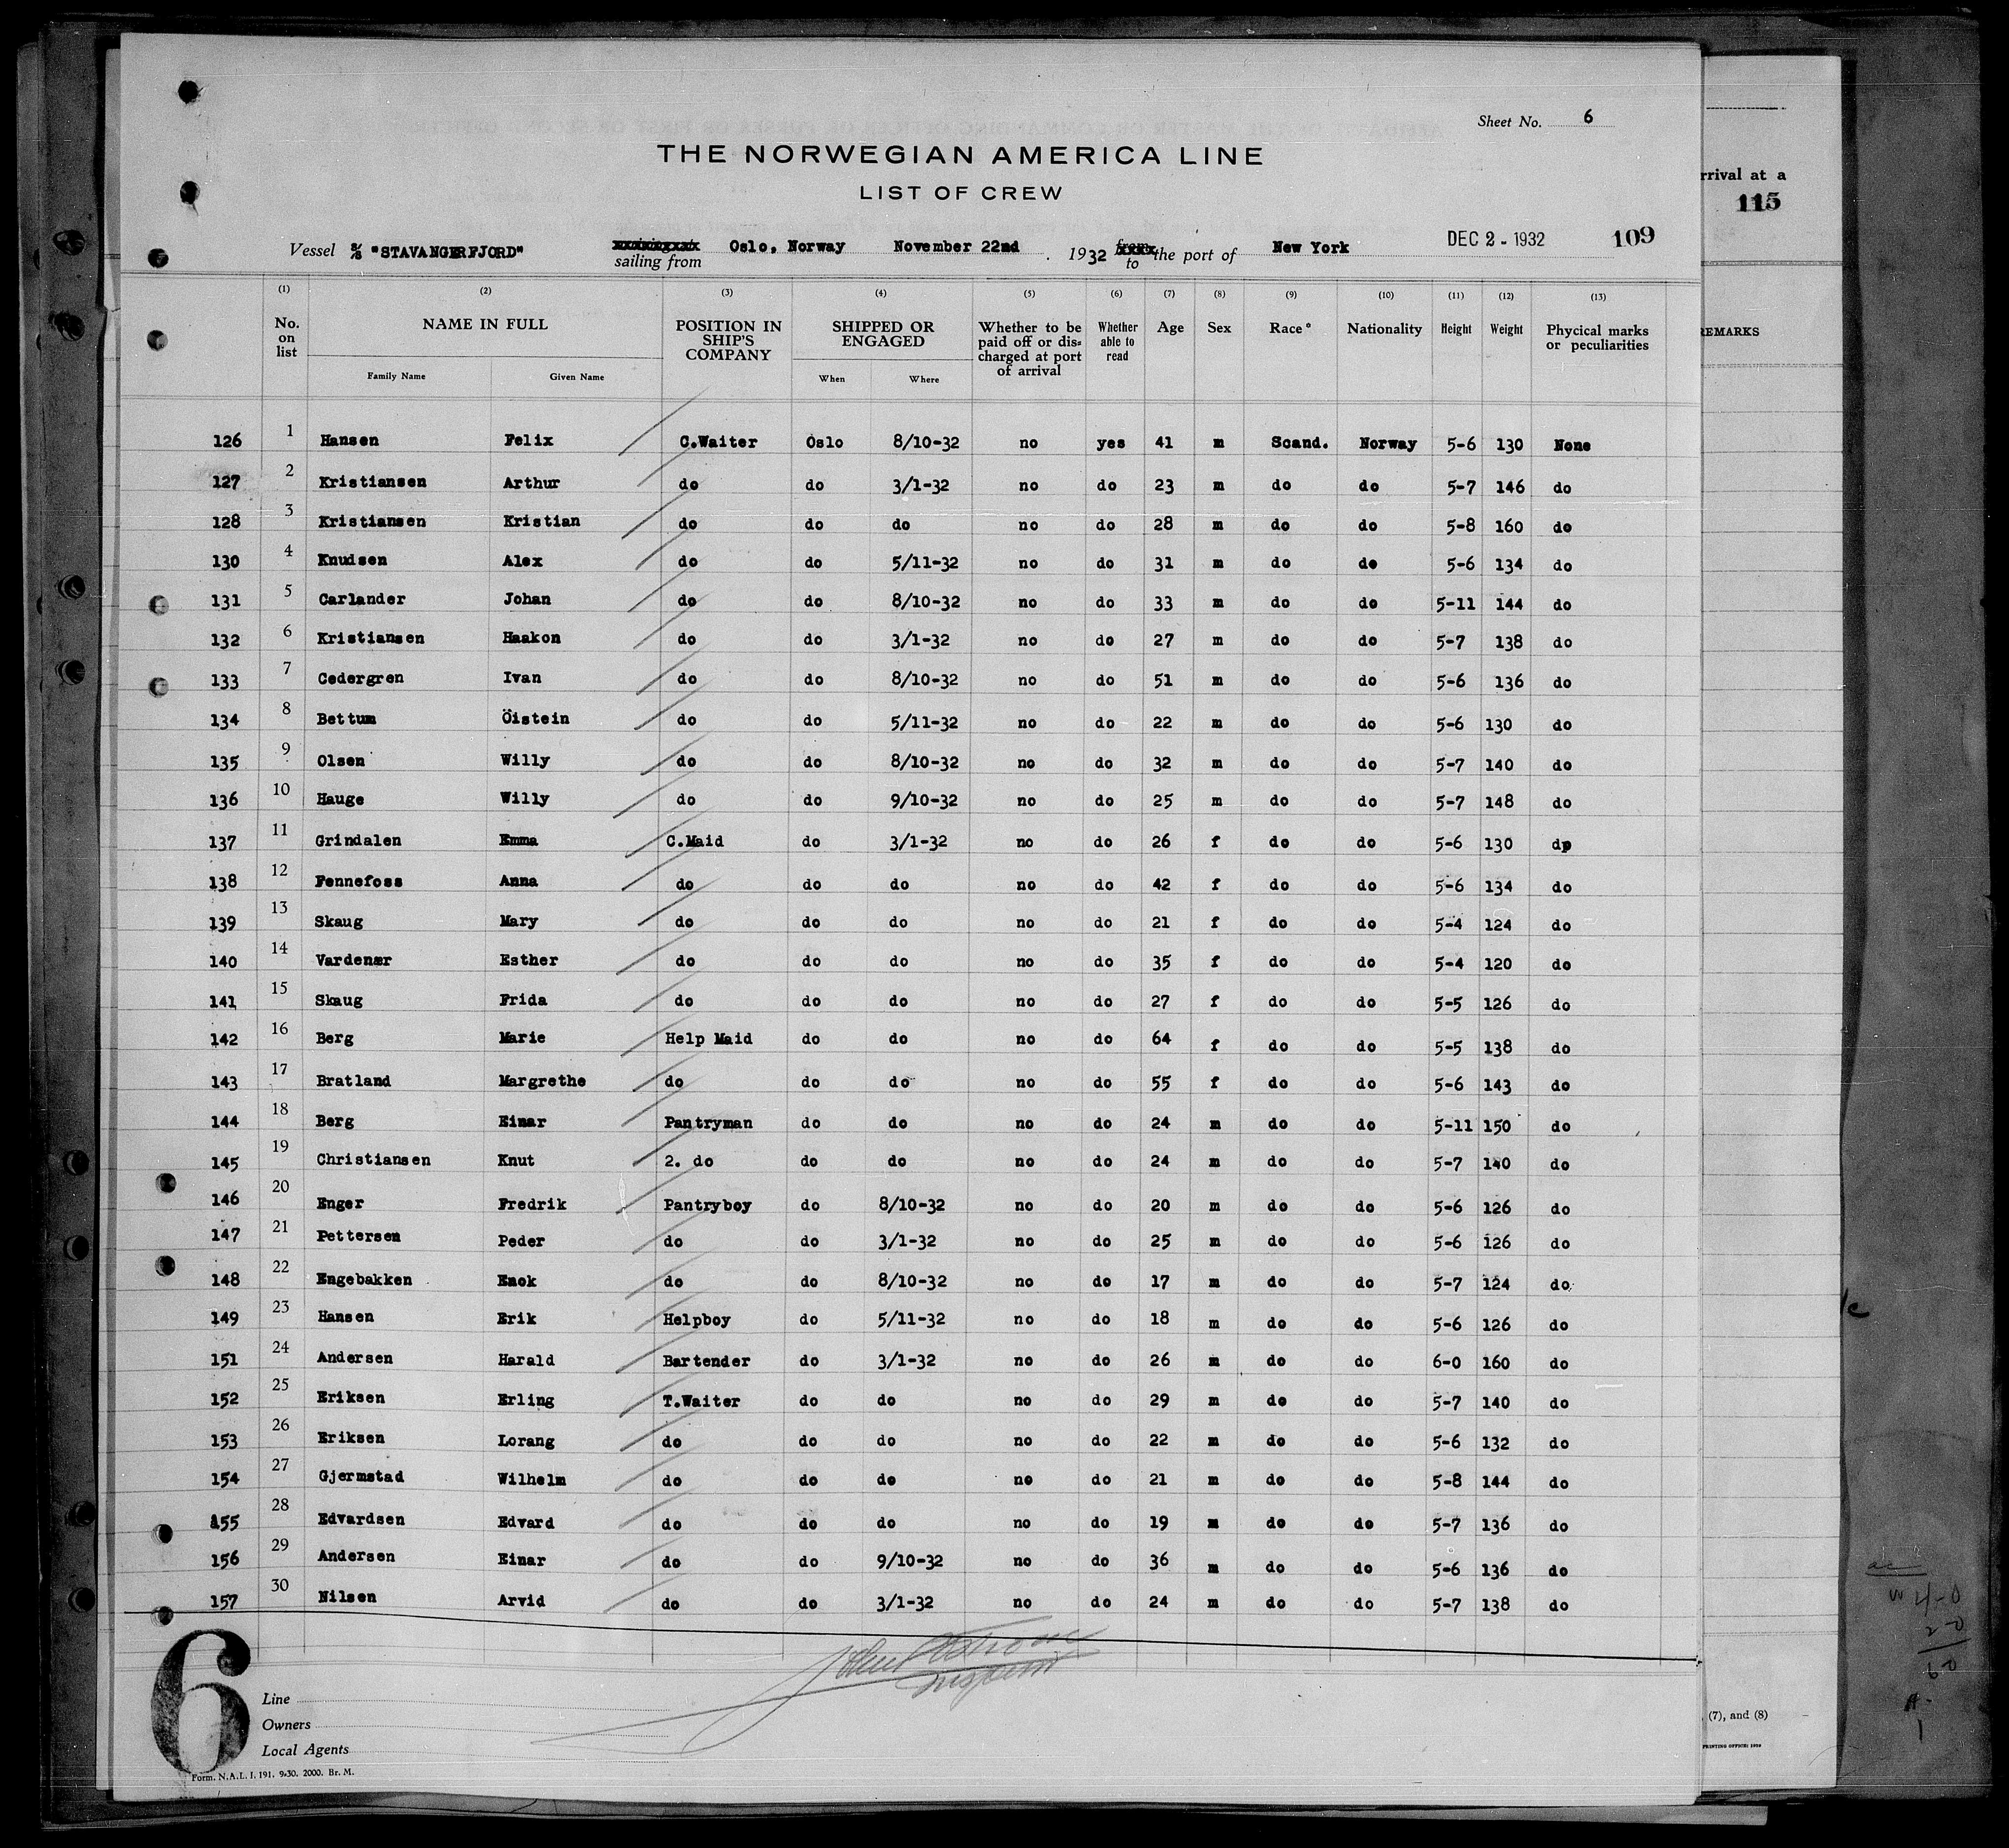 Sheet No. 6
THE NORWEGIAN AMERICA LINE
LIST OF CREW
rrival at a
115
Vessel S/S "STAVANGERFJORD" sailing from Oslo, Norway November 22nd . 1932 from to the port of New York DEC 2 - 1932 109
(1) (2) (3) (4) (5) (6) (7) (8) (9) (10) (11) (12) (13)
No. on list NAME IN FULL POSITION IN SHIP'S COMPANY SHIPPED OR ENGAGED Whether to be paid off or dis=charged at port of arrival Whether able to read Age Sex Race° Nationality Height Weight Phycical marks or peculiarities
EMARKS
Family Name Given Name When Where
126 1 Hansen Felix C.Waiter Oslo 8/10-32 no yes 41 m Scand. Norway 5-6 130 None
127 2 Kristiansen Arthur do do 3/1-32 no do 23 m do do 5-7 146 do
128 3 Kristiansen Kristian do do do no do 28 m do do 5-8 160 do
130 4 Knudsen Alex do do 5/11-32 no do 31 m do do 5-6 134 do
131 5 Carlander Johan do do 8/10-32 no do 33 m do do 5-11 144 do
132 6 Kristiansen Haakon do do 3/1-32 no do 27 m do do 5-7 138 do
133 7 Cedergren Ivan do do 8/10-32 no do 51 m do do 5-6 136 do
134 8 Bettum Öistein do do 5/11-32 no do 22 m do do 5-6 130 do
135 9 Olsen Willy do do 8/10-32 no do 32 m do do 5-7 140 do
136 10 Hauge Willy do do 9/10-32 no do 25 m do do 5-7 148 do
137 11 Grindalen Emma C.Maid do 3/1-32 no do 26 f do do 5-6 130 dp
138 12 Fennefoss Anna do do do no do 42 f do do 5-6 134 do
139 13 Skaug Mary do do do no do 21 f do do 5-4 124 do
140 14 Vardenær Esther do do do no do 35 f do do 5-4 120 do
141 15 Skaug Frida do do do no do 27 f do do 5-5 126 do
142 16 Berg Marie Help Maid do do no do 64 f do do 5-5 138 do
143 17 Bratland Margrethe do do do no do 55 f do do 5-6 143 do
144 18 Berg Einar Pantryman do do no do 24 m do do 5-11 150 do
145 19 Christiansen Knut 2. do do do no do 24 m do do 5-7 140 do
146 20 Enger Fredrik Pantryboy do 8/10-32 no do 20 m do do 5-6 126 do
147 21 Pettersen Peder do do 3/1-32 no do 25 m do do 5-6 126 do
148 22 Engebakken Enok do do 8/10-32 no do 17 m do do 5-7 124 do
149 23 Hansen Erik Helpboy do 5/11-32 no do 18 m do do 5-6 126 do
151 24 Andersen Harald Bartender do 3/1-32 no do 26 m do do 6-0 160 do
152 25 Eriksen Erling T.Waiter do do no do 29 m do do 5-7 140 do
153 26 Eriksen Lorang do do do no do 22 m do do 5-6 132 do
154 27 Gjermstad Wilhelm do do do no do 21 m do do 5-8 144 do
155 28 Edvardsen Edvard do do do no do 19 m do do 5-7 136 do
156 29 Andersen Einar do do 9/10-32 no do 36 m do do 5-6 136 do
157 30 Nilsen Arvid do do 3/1-32 no do 24 m do do 5-7 138 do
6
Line
Owners
Local Agents
Form. N.A.L. I. 191. 9-30. 2000. Br. M.
(7), and (8)